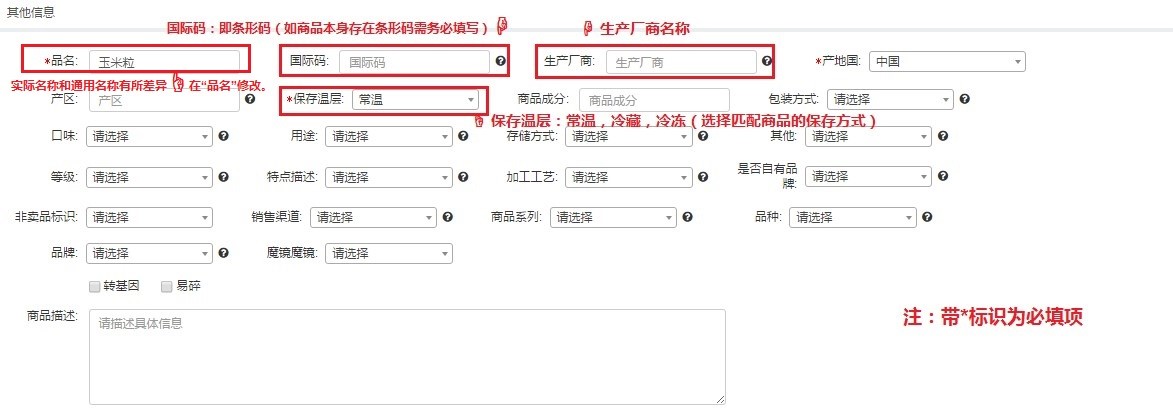 其他信息
国际码：即条形码（如商品本身存在条形码需务必填写） 生产厂商名称
*品名: 玉米粒 国际码: 国际码 生产厂商: 生产厂商 *产地国: 中国
实际名称和通用名称有所差异 在“品名”修改。
产区: 产区 *保存温层: 常温 商品成分: 商品成分 包装方式: 请选择
保存温层：常温，冷藏，冷冻（选择匹配商品的保存方式）
口味: 请选择 用途: 请选择 存储方式: 请选择 其他: 请选择
等级: 请选择 特点描述: 请选择 加工工艺: 请选择 是否自有品牌: 请选择
非卖品标识: 请选择 销售渠道: 请选择 商品系列: 请选择 品种: 请选择
品牌: 请选择 魔镜魔镜: 请选择
转基因 易碎
商品描述: 请描述具体信息
注：带*标识为必填项